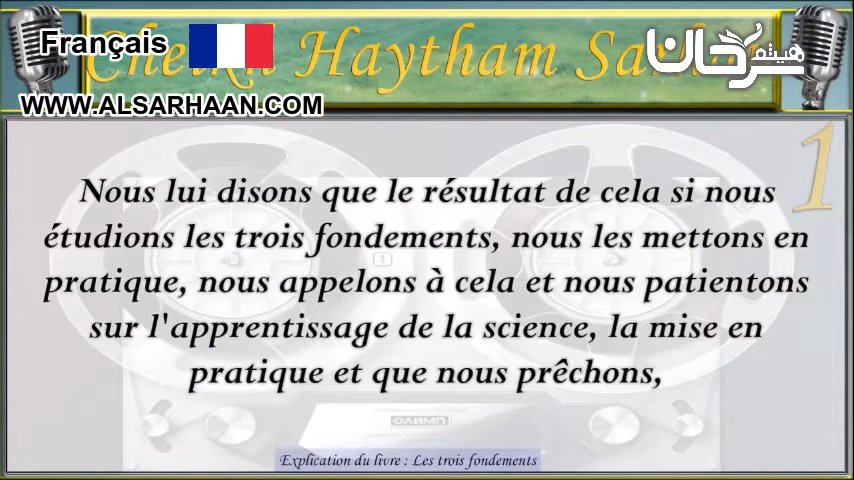 Français
Cheikh Haytham Sarhan
هيثم سرحان
WWW.ALSARHAAN.COM
1
Nous lui disons que le résultat de cela si nous
étudions les trois fondements, nous les mettons en
pratique, nous appelons à cela et nous patientons
sur l'apprentissage de la science, la mise en
pratique et que nous prêchons,
1
ОЛИМП
Explication du livre : Les trois fondements